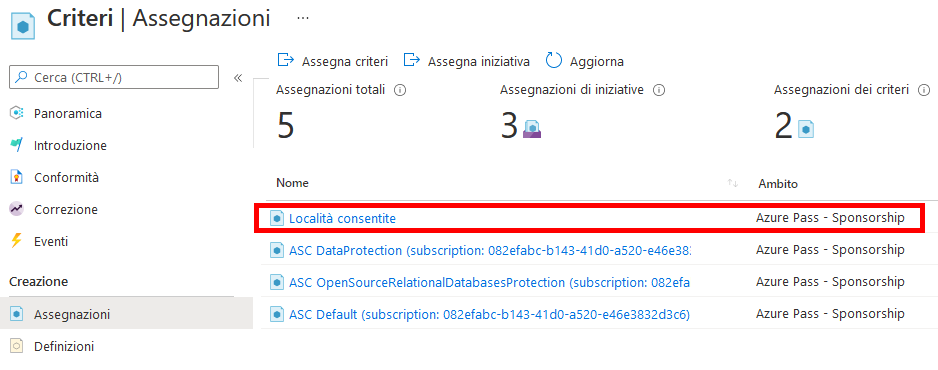 Criteri | Assegnazioni ...
Cerca (CTRL+/)
«
Panoramica
Introduzione
Conformità
Correzione
Eventi
Creazione
Assegnazioni
Definizioni
Assegna criteri Assegna iniziativa Aggiorna
Assegnazioni totali Assegnazioni di iniziative Assegnazioni dei criteri
5 3 2
Nome Ambito
Località consentite Azure Pass - Sponsorship
ASC DataProtection (subscription: 082efabc-b143-41d0-a520-e46e383 Azure Pass - Sponsorship
ASC OpenSourceRelationalDatabasesProtection (subscription: 082efa Azure Pass - Sponsorship
ASC Default (subscription: 082efabc-b143-41d0-a520-e46e3832d3c6) Azure Pass - Sponsorship